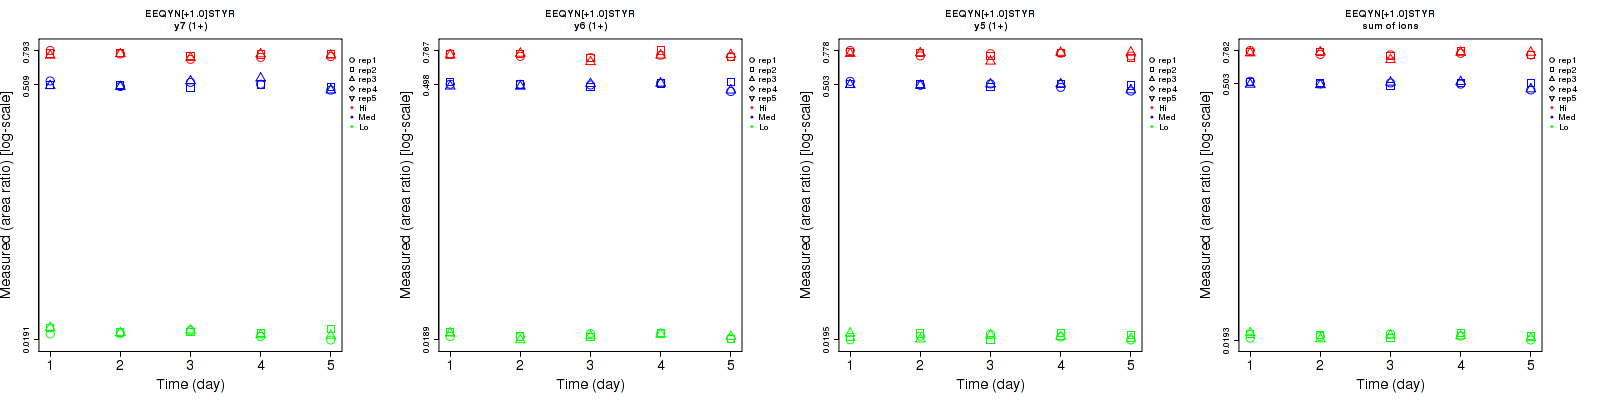 EEQYN[+1.0]STYR
y7 (1+)
Measured (area ratio) [log-scale]
0.793
0.509
0.0191
1 2 3 4 5
Time (day)
rep1
rep2
rep3
rep4
rep5
Hi
Med
Lo
EEQYN[+1.0]STYR
y6 (1+)
Measured (area ratio) [log-scale]
0.767
0.498
0.0189
1 2 3 4 5
Time (day)
rep1
rep2
rep3
rep4
rep5
Hi
Med
Lo
EEQYN[+1.0]STYR
y5 (1+)
Measured (area ratio) [log-scale]
0.778
0.503
0.0195
1 2 3 4 5
Time (day)
rep1
rep2
rep3
rep4
rep5
Hi
Med
Lo
EEQYN[+1.0]STYR
sum of ions
Measured (area ratio) [log-scale]
0.762
0.503
0.0193
1 2 3 4 5
Time (day)
rep1
rep2
rep3
rep4
rep5
Hi
Med
Lo